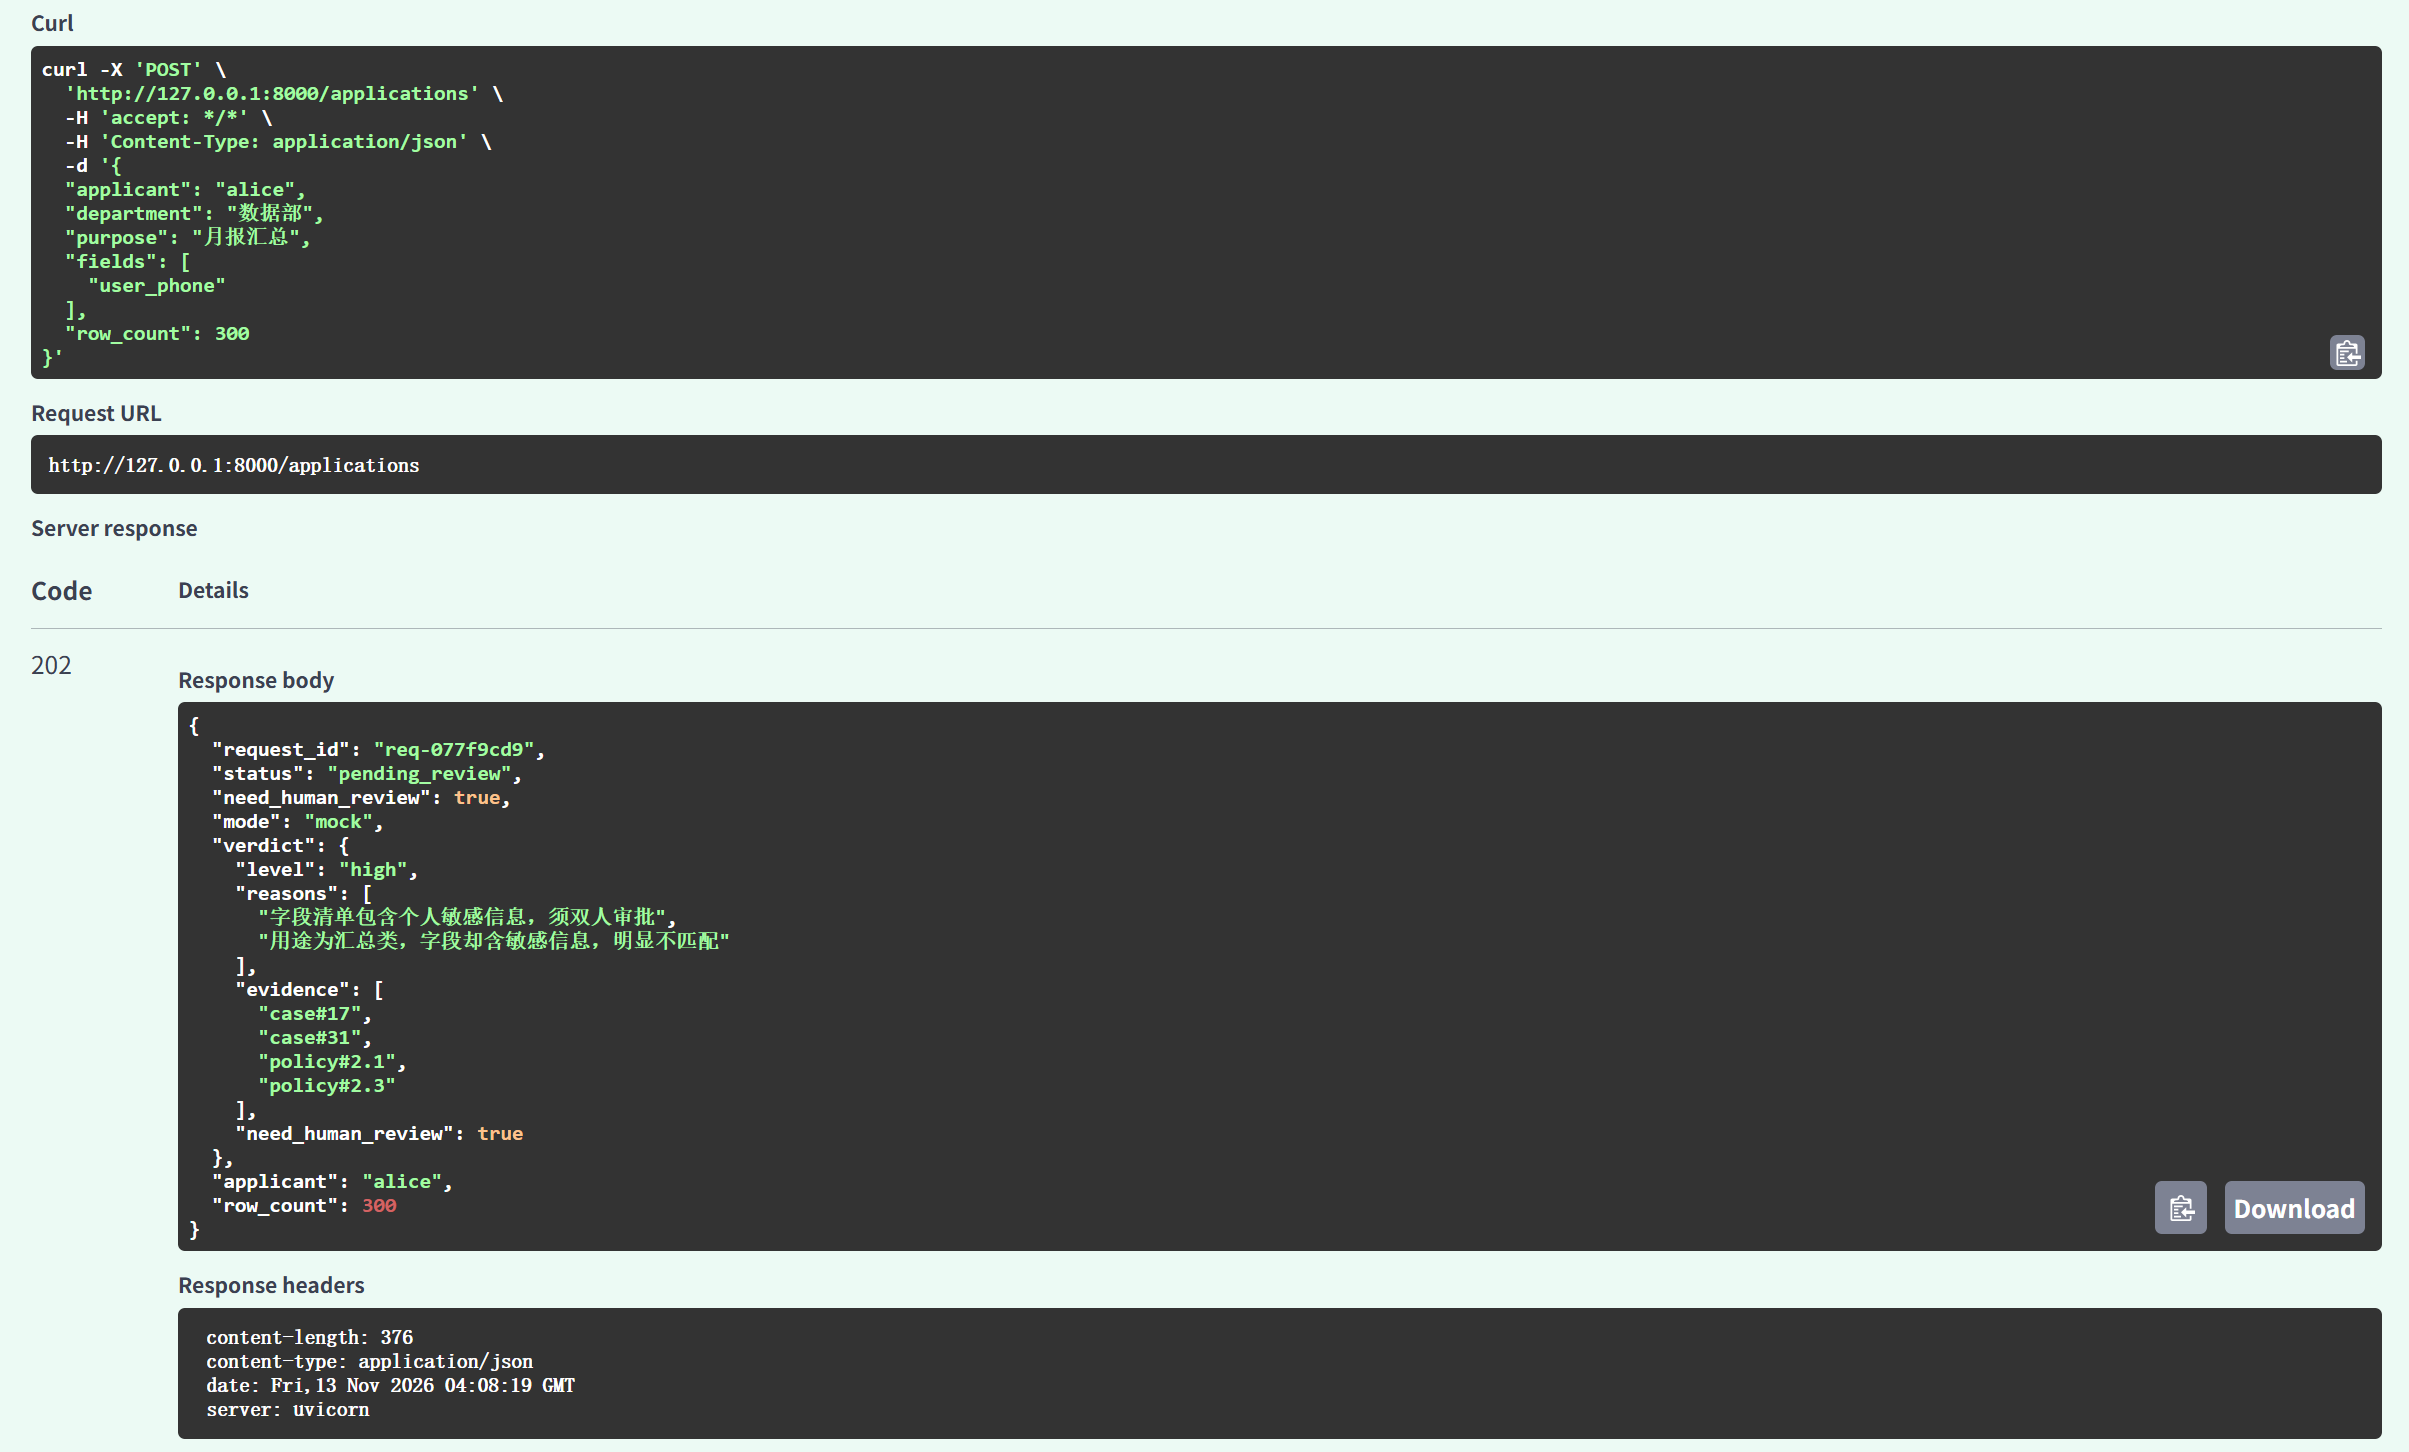 Curl
curl -X 'POST' \
  'http://127.0.0.1:8000/applications' \
  -H 'accept: */*' \
  -H 'Content-Type: application/json' \
  -d '{
  "applicant": "alice",
  "department": "数据部",
  "purpose": "月报汇总",
  "fields": [
    "user_phone"
  ],
  "row_count": 300
}'
Request URL
http://127.0.0.1:8000/applications
Server response
Code Details
202
Response body
{
  "request_id": "req-077f9cd9",
  "status": "pending_review",
  "need_human_review": true,
  "mode": "mock",
  "verdict": {
    "level": "high",
    "reasons": [
      "字段清单包含个人敏感信息，须双人审批",
      "用途为汇总类，字段却含敏感信息，明显不匹配"
    ],
    "evidence": [
      "case#17",
      "case#31",
      "policy#2.1",
      "policy#2.3"
    ],
    "need_human_review": true
  },
  "applicant": "alice",
  "row_count": 300
}
Download
Response headers
content-length: 376
content-type: application/json
date: Fri,13 Nov 2026 04:08:19 GMT
server: uvicorn